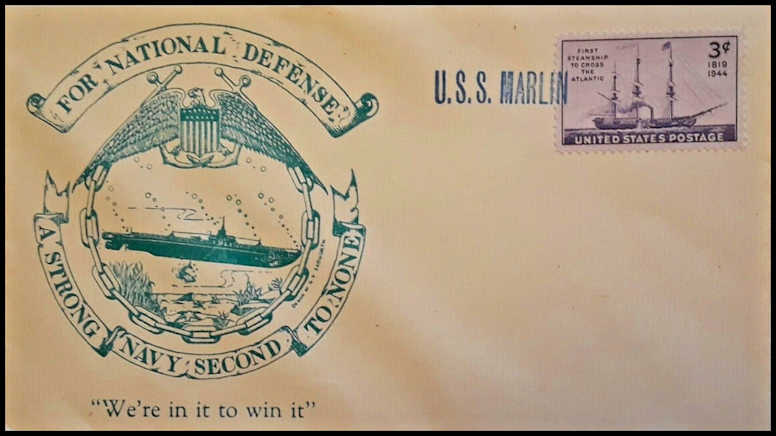 FOR NATIONAL DEFENSE
A STRONG NAVY SECOND TO NONE
"We're in it to win it"
U.S.S. MARLIN
FIRST
STEAMSHIP
TO CROSS
THE
ATLANTIC
3¢
1819
1944
UNITED STATES POSTAGE